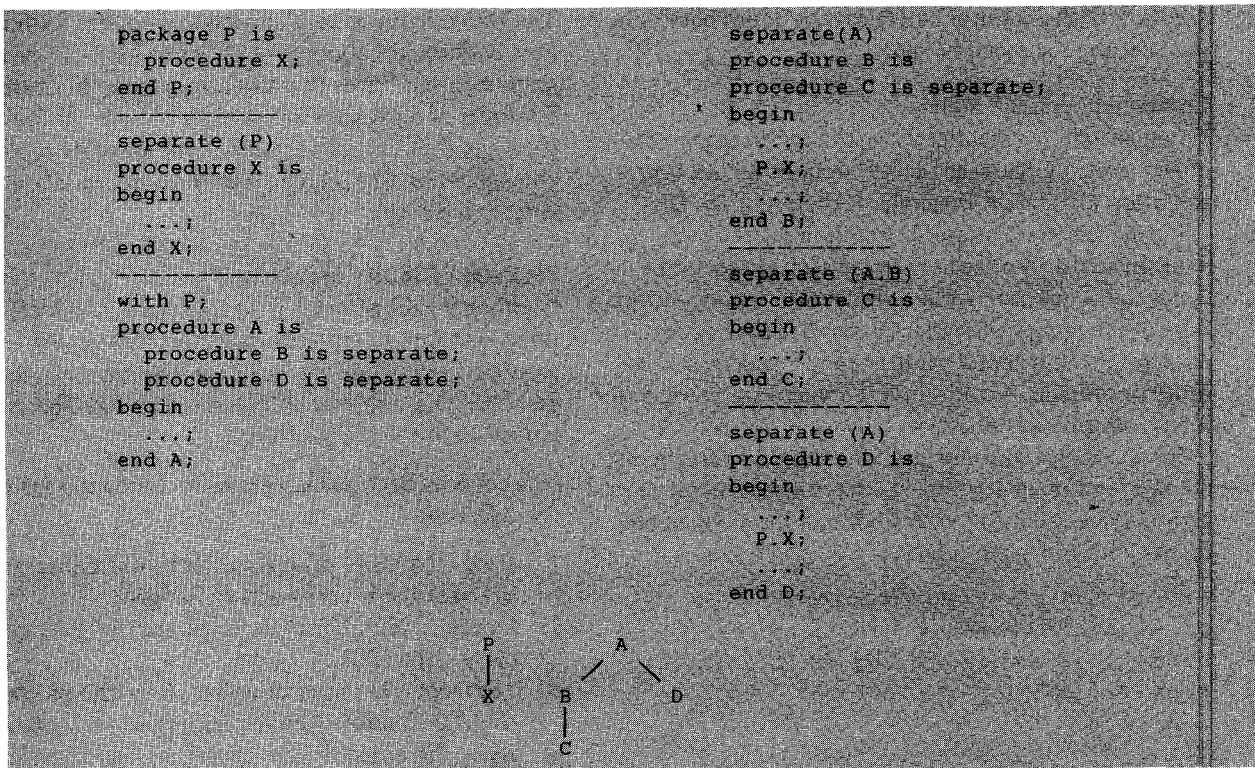 package P is
  procedure X;
end P;
-----------
separate (P)
procedure X is
begin
  ...;
end X;
-----------
with P;
procedure A is
  procedure B is separate;
  procedure D is separate;
begin
  ...;
end A;
separate(A)
procedure B is
procedure C is separate;
begin
  ...;
  P.X;
  ...;
end B;
-----------
separate (A.B)
procedure C is
begin
  ...;
end C;
-----------
separate (A)
procedure D is
begin
  ...;
  P.X;
  ...;
end D;
P A
X B D
C